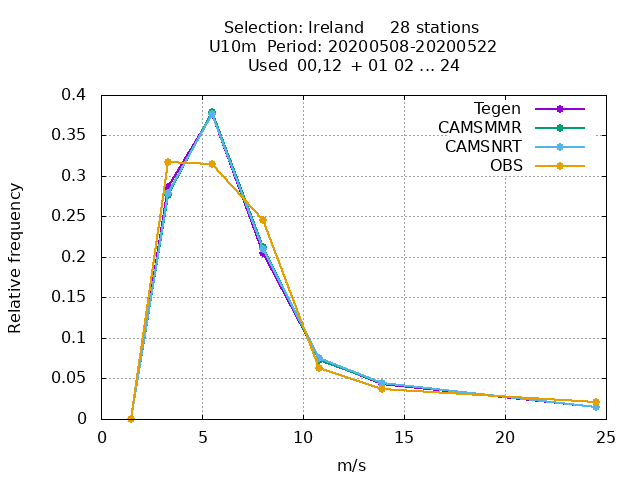 Selection: Ireland 28 stations
U10m Period: 20200508-20200522
Used 00,12 + 01 02 ... 24
Relative frequency
0.4
0.35
0.3
0.25
0.2
0.15
0.1
0.05
0
Tegen
CAMSMMR
CAMSNRT
OBS
0 5 10 15 20 25
m/s